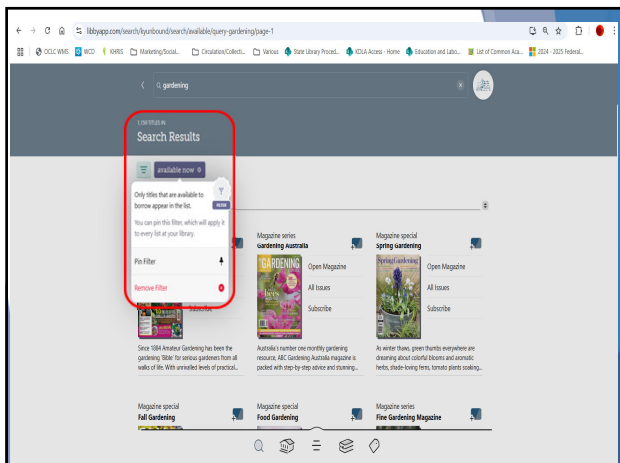 libbyapp.com/search/kyunbound/search/available/query-gardening/page-1
OCLC WMS WCD KHRIS Marketing/Social... Circulation/Collecti... Various State Library Proced... KDLA Access - Home Education and Labo... List of Common Aca... 2024 - 2025 Federal...
gardening
TITLES IN
Search Results
available now
Only titles that are available to
borrow appear in the list.
FILTER
You can pin this filter, which will apply it
to every list at your library.
Pin Filter
Remove Filter
Subscribe
Since 1884 Amateur Gardening has been the
gardening 'Bible' for serious gardeners from all
walks of life. With unrivalled levels of practical...
Magazine series
Gardening Australia
GARDENING
bees
Open Magazine
All Issues
Subscribe
Australia's number one monthly gardening
resource, ABC Gardening Australia magazine is
packed with step-by-step advice and stunning...
Magazine special
Spring Gardening
Spring Gardening
Open Magazine
All Issues
Subscribe
As winter thaws, green thumbs everywhere are
dreaming about colorful blooms and aromatic
herbs, shade-loving ferns, tomato plants soaking...
Magazine special
Fall Gardening
Magazine special
Food Gardening
Magazine series
Fine Gardening Magazine